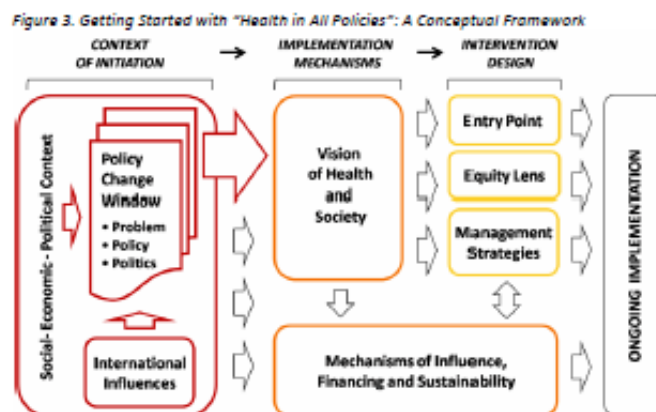 Figure 3. Getting Started with "Health in All Policies": A Conceptual Framework
CONTEXT
OF INITIATION
IMPLEMENTATION
MECHANISMS
INTERVENTION
DESIGN
Social- Economic - Political Context
Policy
Change
Window
• Problem
• Policy
• Politics
International
Influences
Vision
of Health
and
Society
Entry Point
Equity Lens
Management
Strategies
Mechanisms of Influence,
Financing and Sustainability
ONGOING IMPLEMENTATION